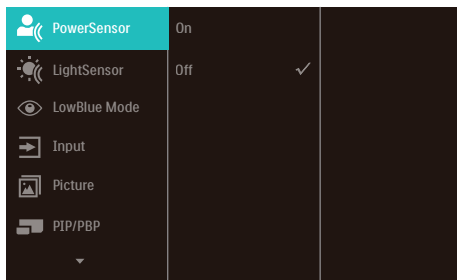 PowerSensor
On
LightSensor
Off
LowBlue Mode
Input
Picture
PIP/PBP